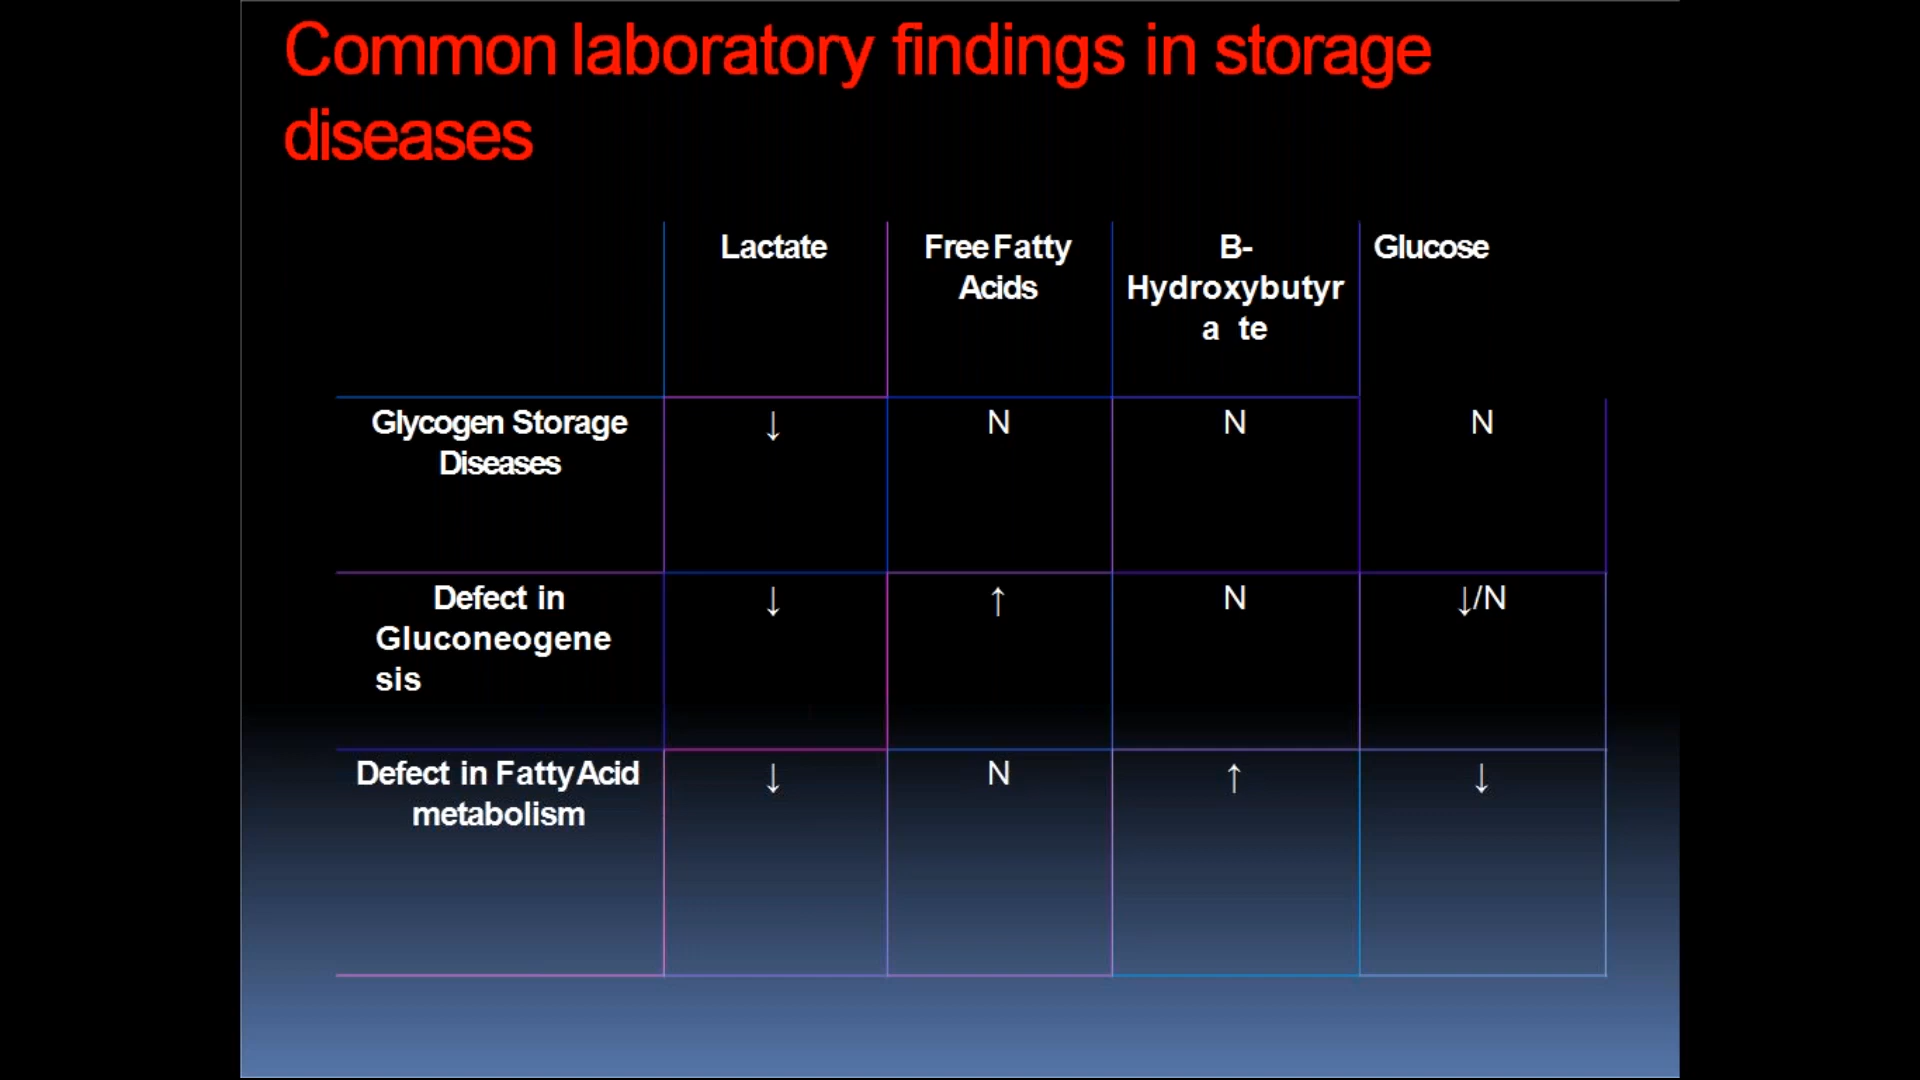 Common laboratory findings in storage
diseases
Lactate
Free Fatty
Acids
B-
Hydroxybutyr
a te
Glucose
Glycogen Storage
Diseases
↓
N
N
N
Defect in
Gluconeogene
sis
↓
↑
N
↓/N
Defect in Fatty Acid
metabolism
↓
N
↑
↓